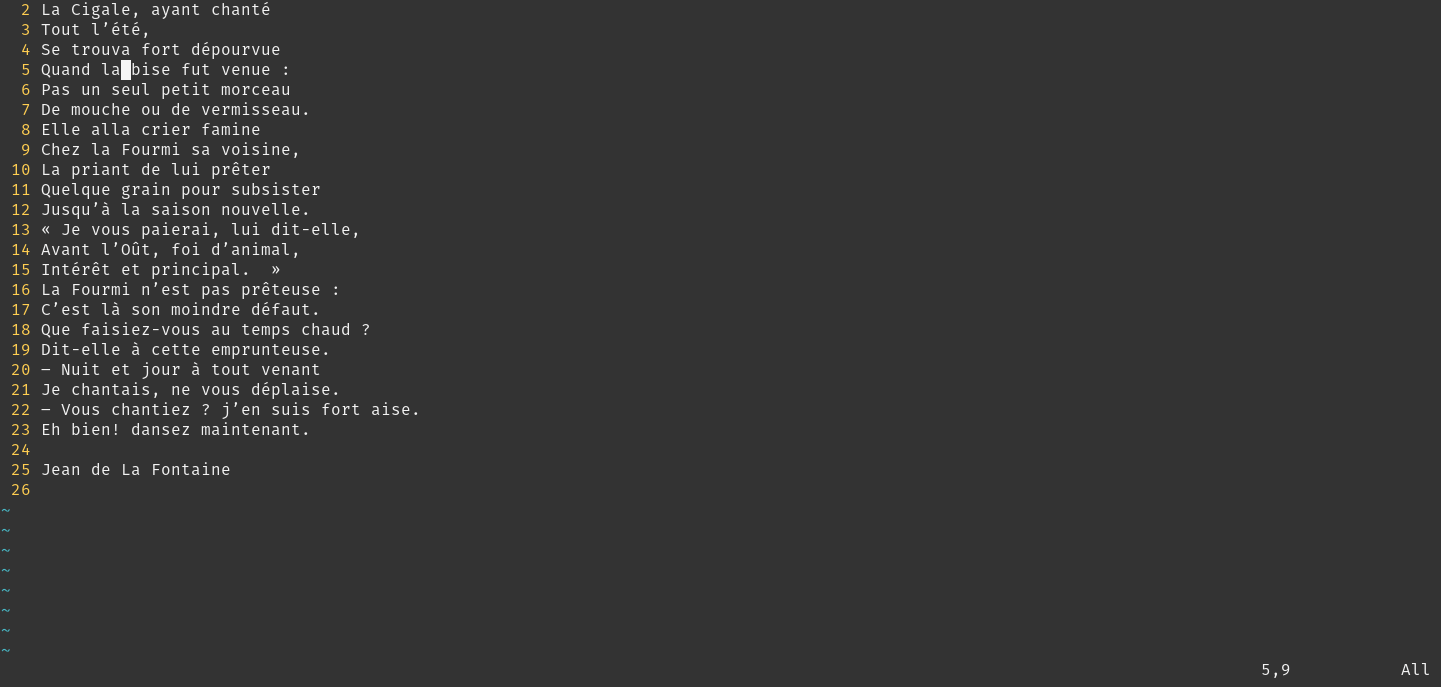 2 La Cigale, ayant chanté
3 Tout l’été,
4 Se trouva fort dépourvue
5 Quand la bise fut venue :
6 Pas un seul petit morceau
7 De mouche ou de vermisseau.
8 Elle alla crier famine
9 Chez la Fourmi sa voisine,
10 La priant de lui prêter
11 Quelque grain pour subsister
12 Jusqu’à la saison nouvelle.
13 « Je vous paierai, lui dit-elle,
14 Avant l’Oût, foi d’animal,
15 Intérêt et principal.  »
16 La Fourmi n’est pas prêteuse :
17 C’est là son moindre défaut.
18 Que faisiez-vous au temps chaud ?
19 Dit-elle à cette emprunteuse.
20 — Nuit et jour à tout venant
21 Je chantais, ne vous déplaise.
22 — Vous chantiez ? j’en suis fort aise.
23 Eh bien! dansez maintenant.
24
25 Jean de La Fontaine
26
~
~
~
~
~
~
~
~
5,9 All